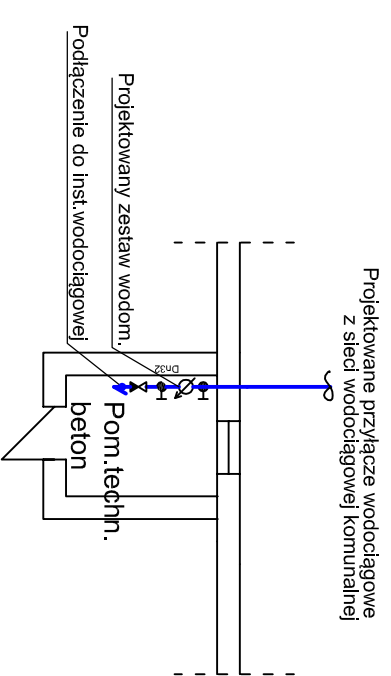 Projektowane przyłącze wodociągowe
z sieci wodociągowej komunalnej
Dn32
Projektowany zestaw wodom.
Pom.techn.
beton
Podłączenie do inst.wodociągowej